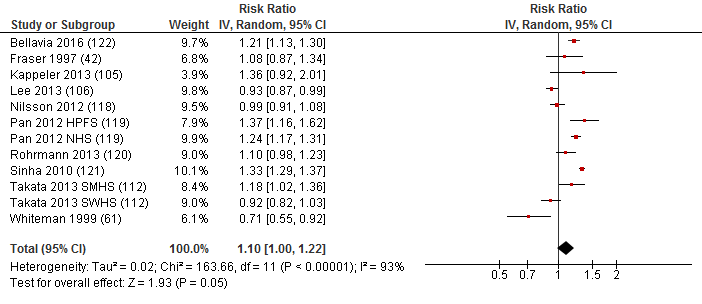 Risk Ratio Risk Ratio
Study or Subgroup Weight IV, Random, 95% CI IV, Random, 95% CI
Bellavia 2016 (122) 9.7% 1.21 [1.13, 1.30]
Fraser 1997 (42) 6.8% 1.08 [0.87, 1.34]
Kappeler 2013 (105) 3.9% 1.36 [0.92, 2.01]
Lee 2013 (106) 9.8% 0.93 [0.87, 0.99]
Nilsson 2012 (118) 9.5% 0.99 [0.91, 1.08]
Pan 2012 HPFS (119) 7.9% 1.37 [1.16, 1.62]
Pan 2012 NHS (119) 9.9% 1.24 [1.17, 1.31]
Rohrmann 2013 (120) 9.0% 1.10 [0.98, 1.23]
Sinha 2010 (121) 10.1% 1.33 [1.29, 1.37]
Takata 2013 SMHS (112) 8.4% 1.18 [1.02, 1.36]
Takata 2013 SWHS (112) 9.0% 0.92 [0.82, 1.03]
Whiteman 1999 (61) 6.1% 0.71 [0.55, 0.92]
Total (95% CI) 100.0% 1.10 [1.00, 1.22]
Heterogeneity: Tau² = 0.02; Chi² = 163.66, df = 11 (P < 0.00001); I² = 93%
Test for overall effect: Z = 1.93 (P = 0.05)
0.5 0.7 1 1.5 2